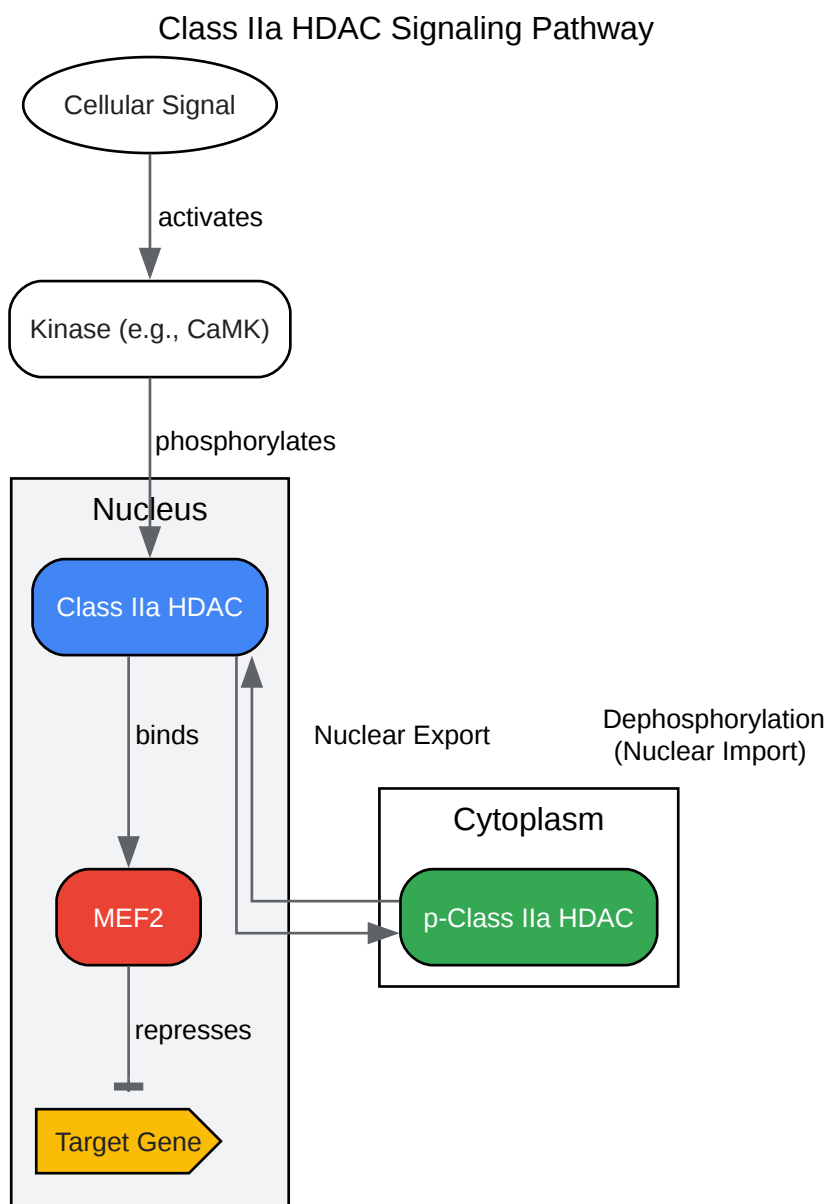 Class IIa HDAC Signaling Pathway
Cellular Signal
activates
Kinase (e.g., CaMK)
phosphorylates
Nucleus
Class IIa HDAC
binds
Nuclear Export
Dephosphorylation
(Nuclear Import)
Cytoplasm
MEF2
p-Class IIa HDAC
represses
Target Gene